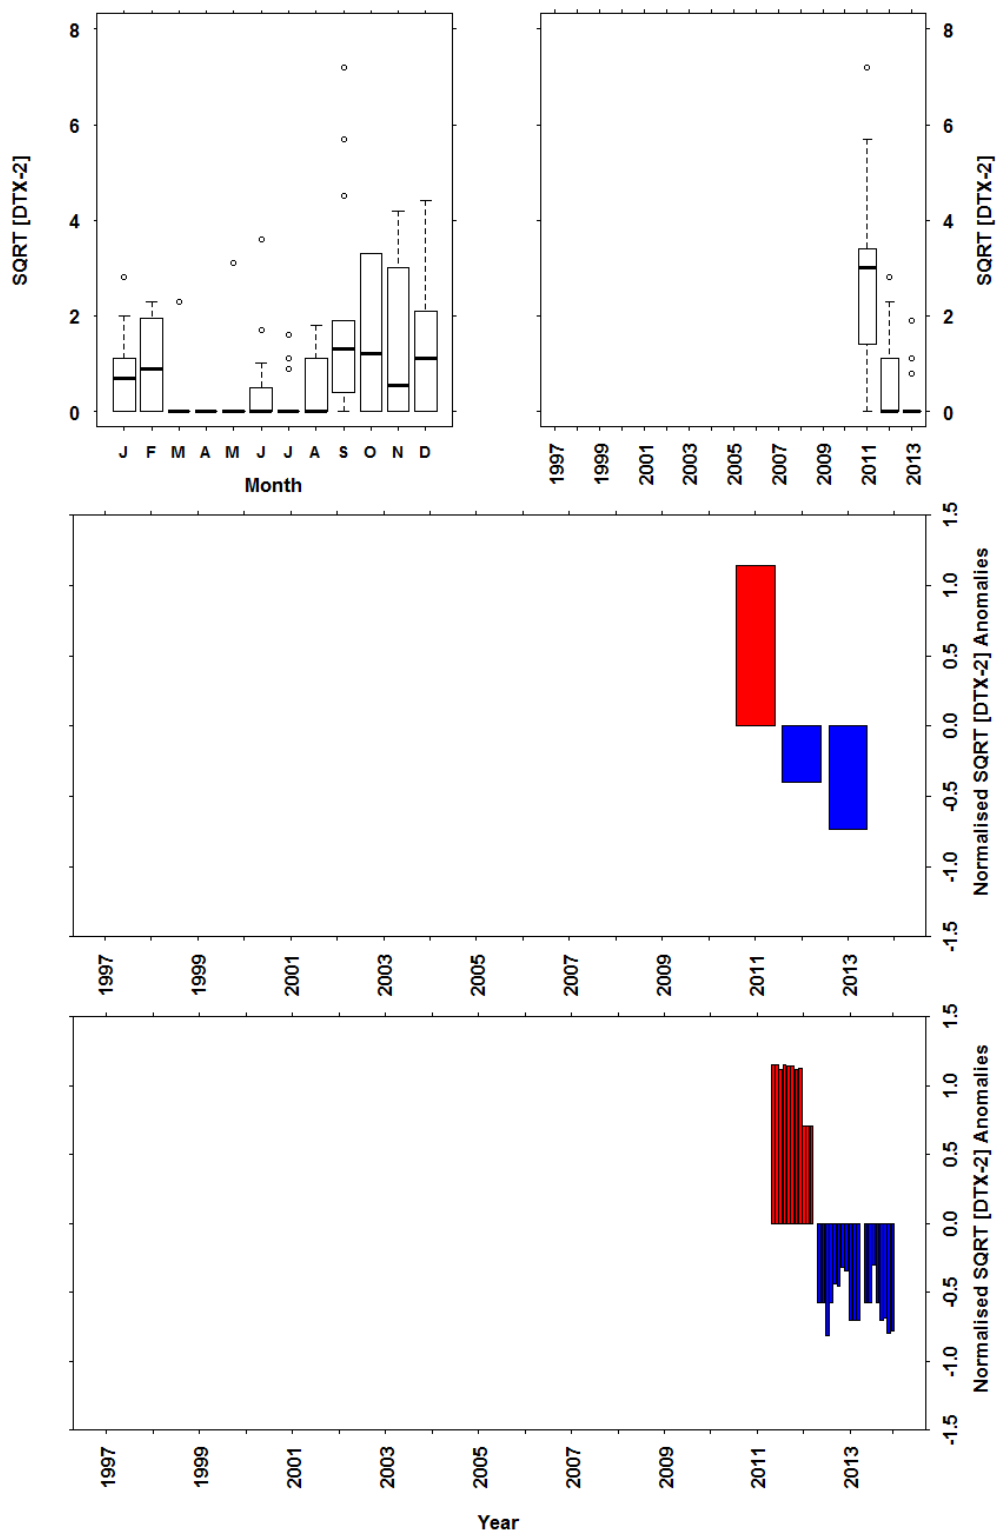 SQRT [DTX-2]
8
6
4
2
0
J F M A M J J A S O N D
Month
8
6
4
2
0
SQRT [DTX-2]
1997 1999 2001 2003 2005 2007 2009 2011 2013
1.5
1.0
0.5
0.0
-0.5
-1.0
-1.5
Normalised SQRT [DTX-2] Anomalies
1997 1999 2001 2003 2005 2007 2009 2011 2013
1.5
1.0
0.5
0.0
-0.5
-1.0
-1.5
Normalised SQRT [DTX-2] Anomalies
1997 1999 2001 2003 2005 2007 2009 2011 2013
Year